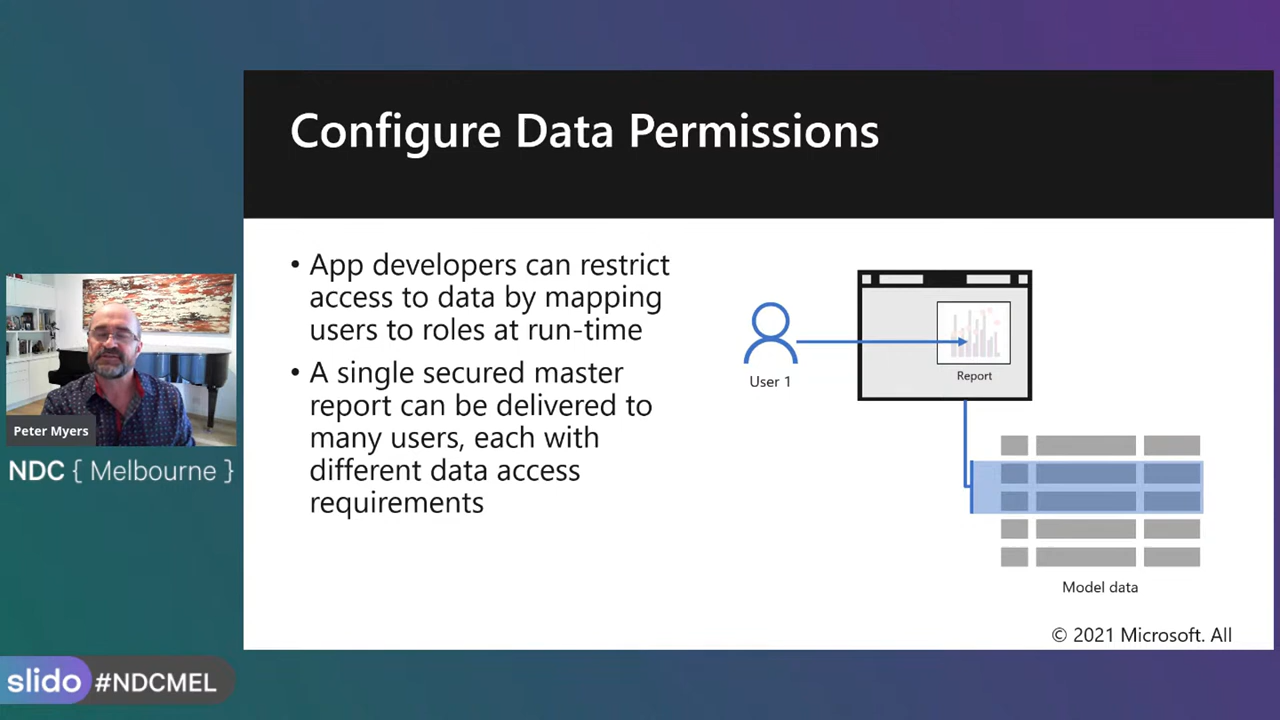 Configure Data Permissions
• App developers can restrict
access to data by mapping
users to roles at run-time
• A single secured master
report can be delivered to
many users, each with
different data access
requirements
User 1
Report
Model data
© 2021 Microsoft. All
Peter Myers
NDC { Melbourne }
slido #NDCMEL